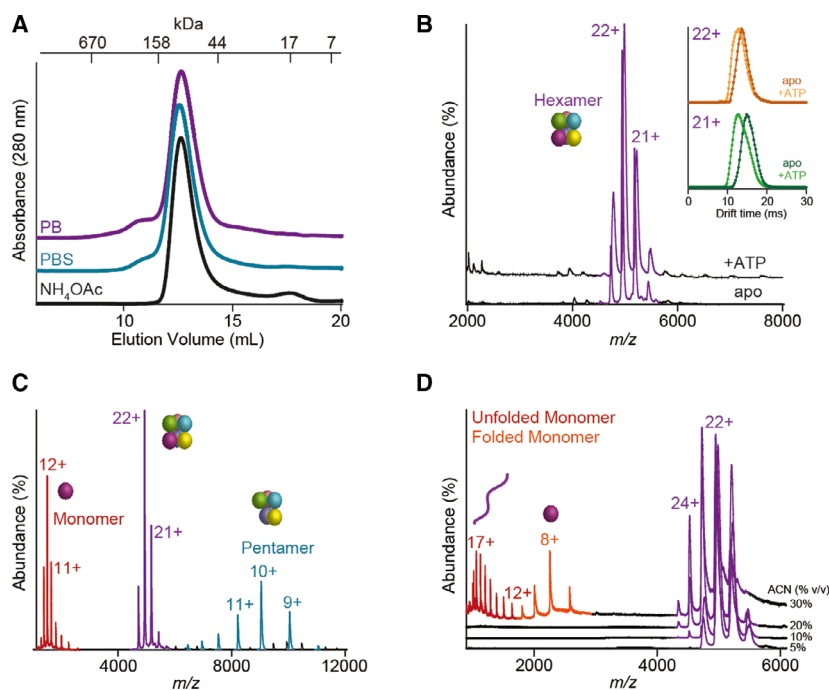 A
kDa
670 158 44 17 7
Absorbance (280 nm)
PB
PBS
NH₄OAc
10 15 20
Elution Volume (mL)
B
Abundance (%)
22+
Hexamer
21+
+ATP
apo
2000 4000 6000 8000
m/z
22+
apo
+ATP
21+
apo
+ATP
0 10 20 30
Drift time (ms)
C
Abundance (%)
22+
12+
Monomer
21+
11+
Pentamer
10+
11+
9+
4000 8000 12000
m/z
D
Abundance (%)
Unfolded Monomer
Folded Monomer
22+
24+
17+
8+
12+
ACN (% v/v)
30%
20%
10%
5%
2000 4000 6000
m/z